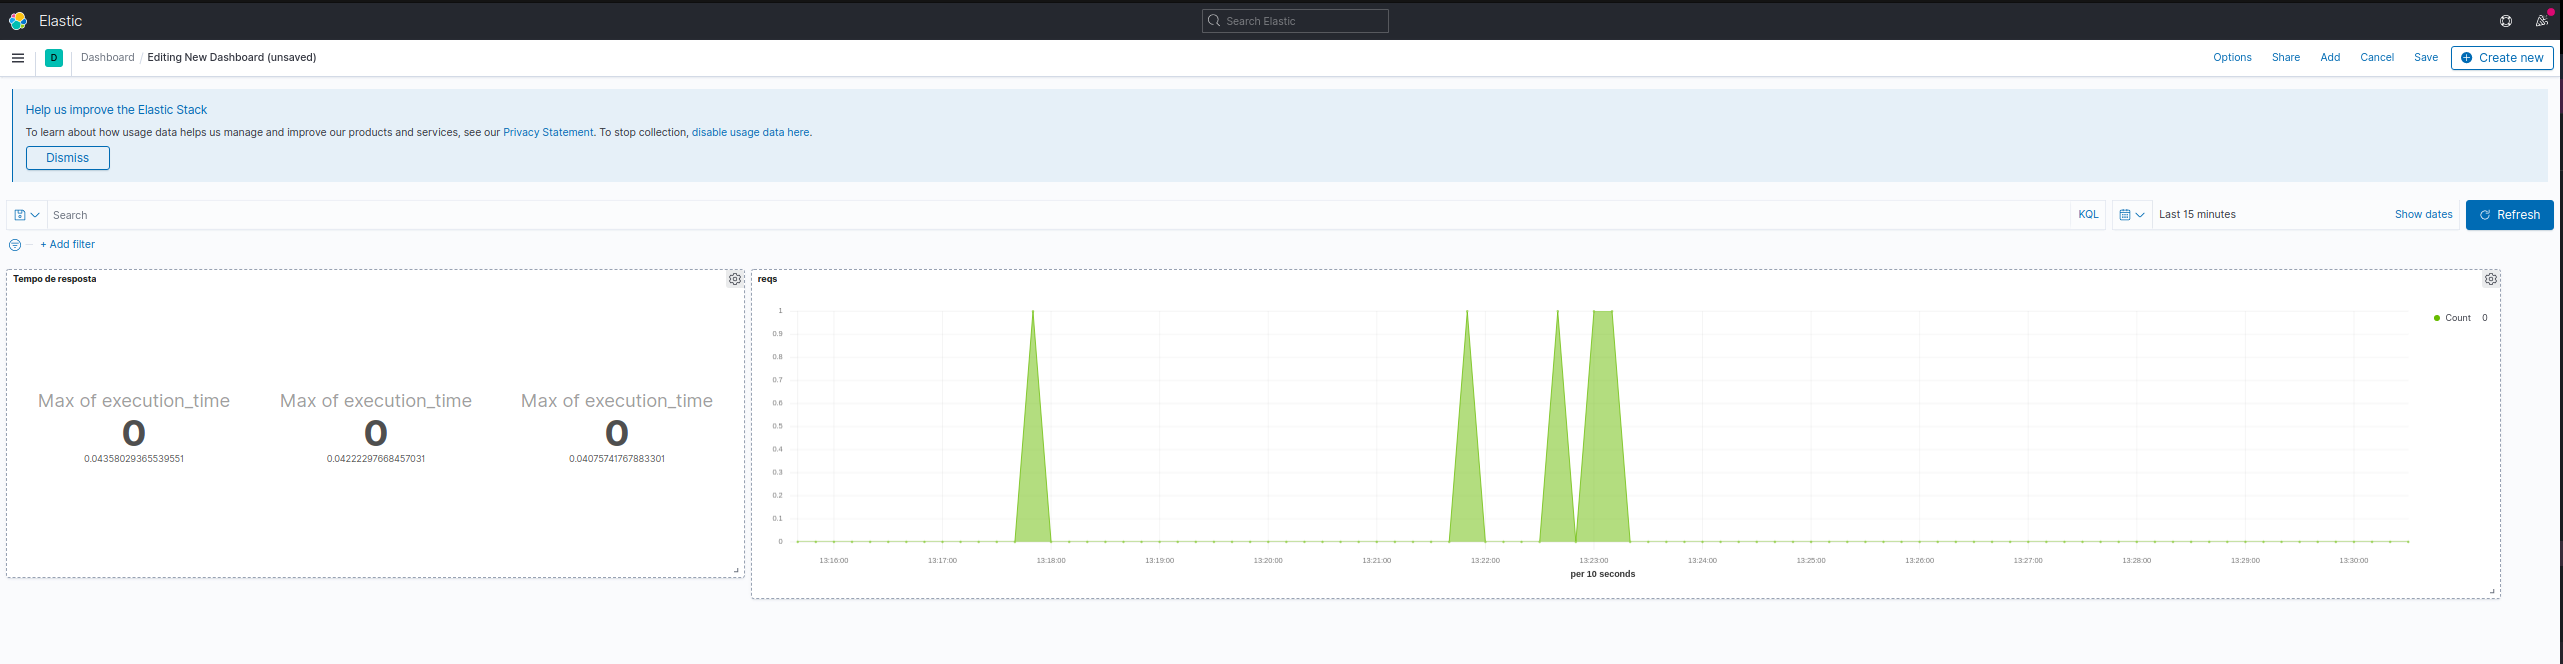 Elastic
Search Elastic
D
Dashboard / Editing New Dashboard (unsaved)
Options Share Add Cancel Save Create new
Help us improve the Elastic Stack
To learn about how usage data helps us manage and improve our products and services, see our Privacy Statement. To stop collection, disable usage data here.
Dismiss
Search
KQL
Last 15 minutes
Show dates
Refresh
+ Add filter
Tempo de resposta
Max of execution_time Max of execution_time Max of execution_time
0 0 0
0.04358029365539551 0.04222297668457031 0.04075741767883301
reqs
1
0.9
0.8
0.7
0.6
0.5
0.4
0.3
0.2
0.1
0
13:16:00 13:17:00 13:18:00 13:19:00 13:20:00 13:21:00 13:22:00 13:23:00 13:24:00 13:25:00 13:26:00 13:27:00 13:28:00 13:29:00 13:30:00
per 10 seconds
Count 0